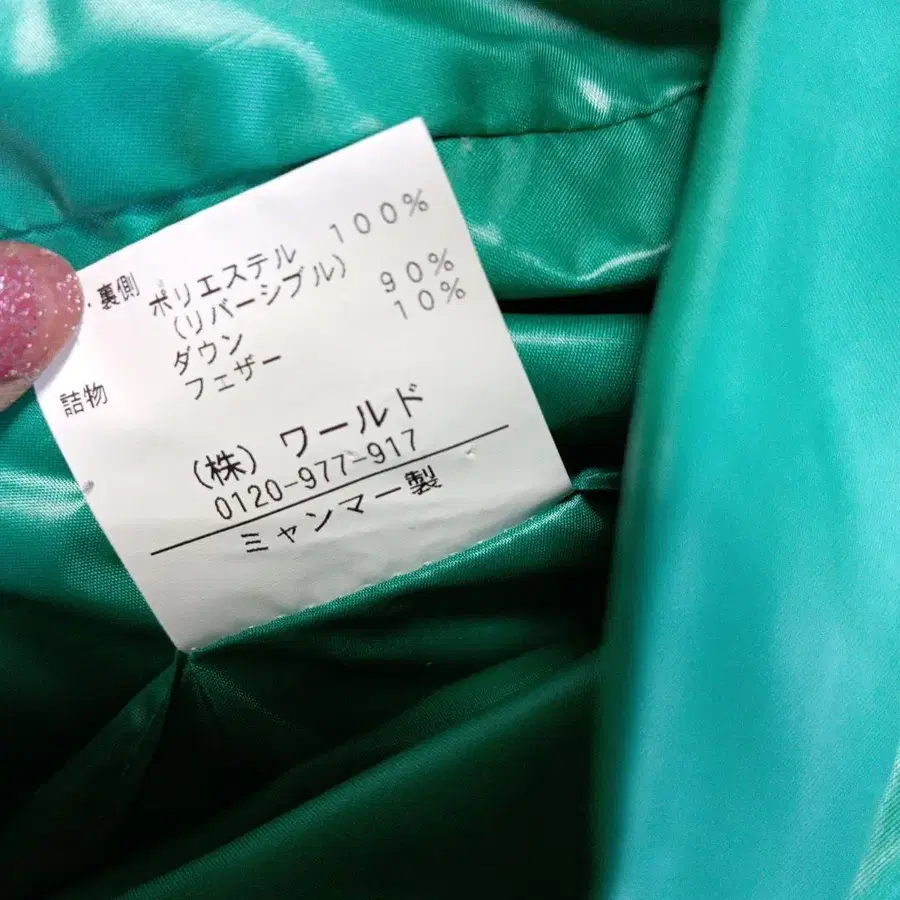 ・裏側 ポリエステル 100%
(リバーシブル)
詰物 ダウン 90%
フェザー 10%
(株) ワールド
0120-977-917
ミャンマー製